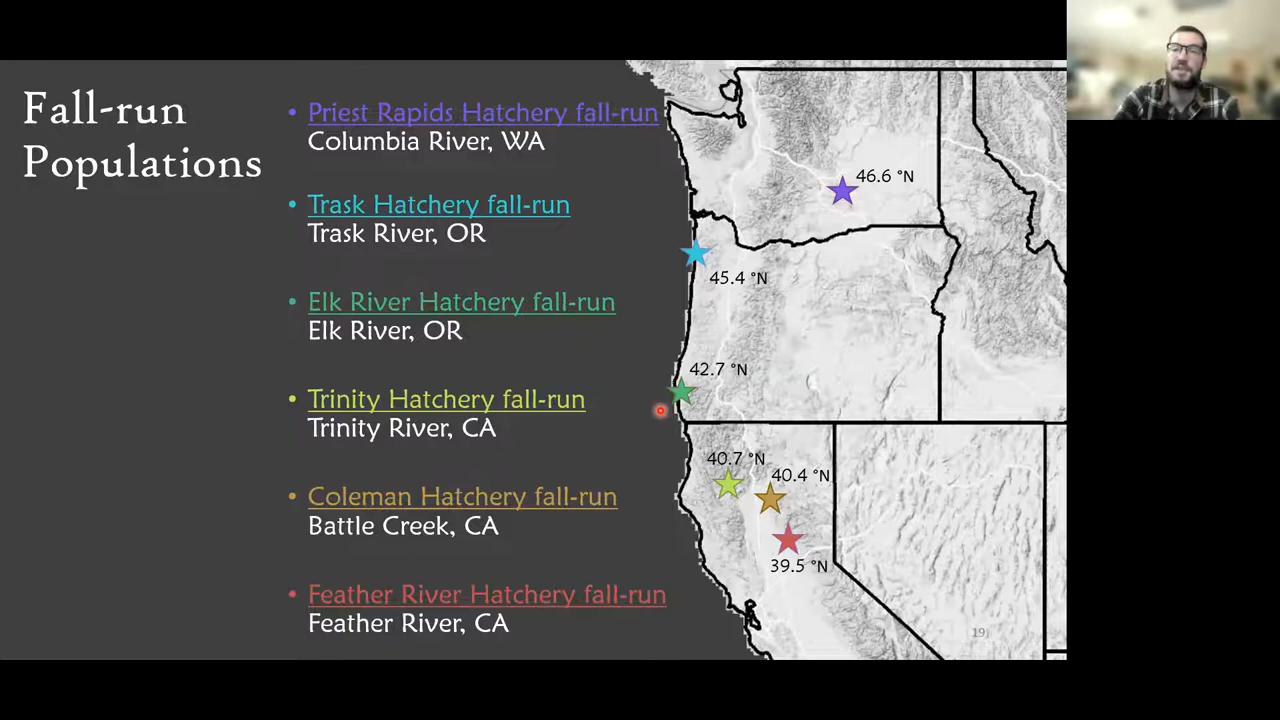 Fall-run
Populations
• Priest Rapids Hatchery fall-run
Columbia River, WA
• Trask Hatchery fall-run
Trask River, OR
• Elk River Hatchery fall-run
Elk River, OR
• Trinity Hatchery fall-run
Trinity River, CA
• Coleman Hatchery fall-run
Battle Creek, CA
• Feather River Hatchery fall-run
Feather River, CA
46.6 °N
45.4 °N
42.7 °N
40.7 °N
40.4 °N
39.5 °N
19